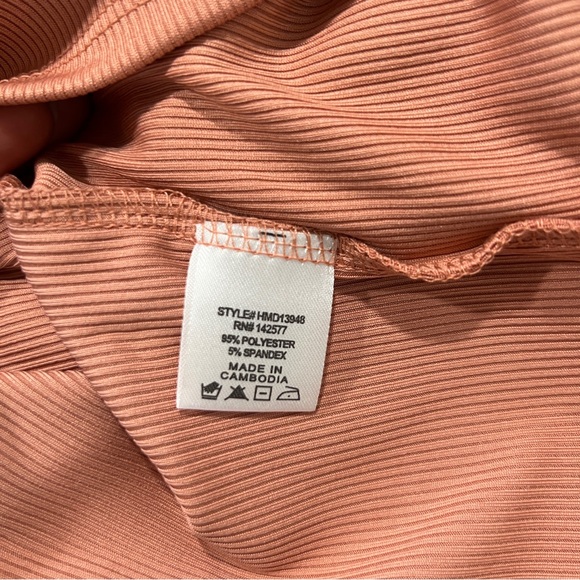 STYLE# HMD13948
RN# 142577
95% POLYESTER
5% SPANDEX
MADE IN
CAMBODIA